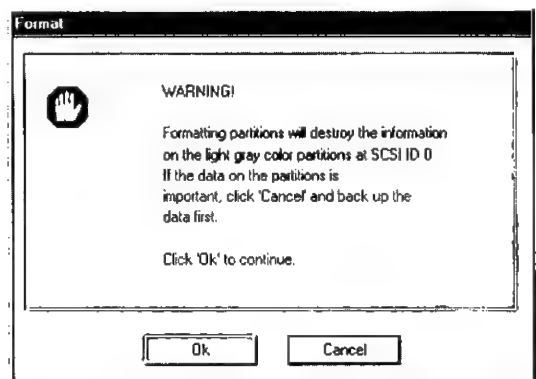 Format
WARNING!
Formatting partitions will destroy the information
on the light gray color partitions at SCSI ID 0
If the data on the partitions is
important, click 'Cancel' and back up the
data first.
Click 'Ok' to continue.
Ok
Cancel